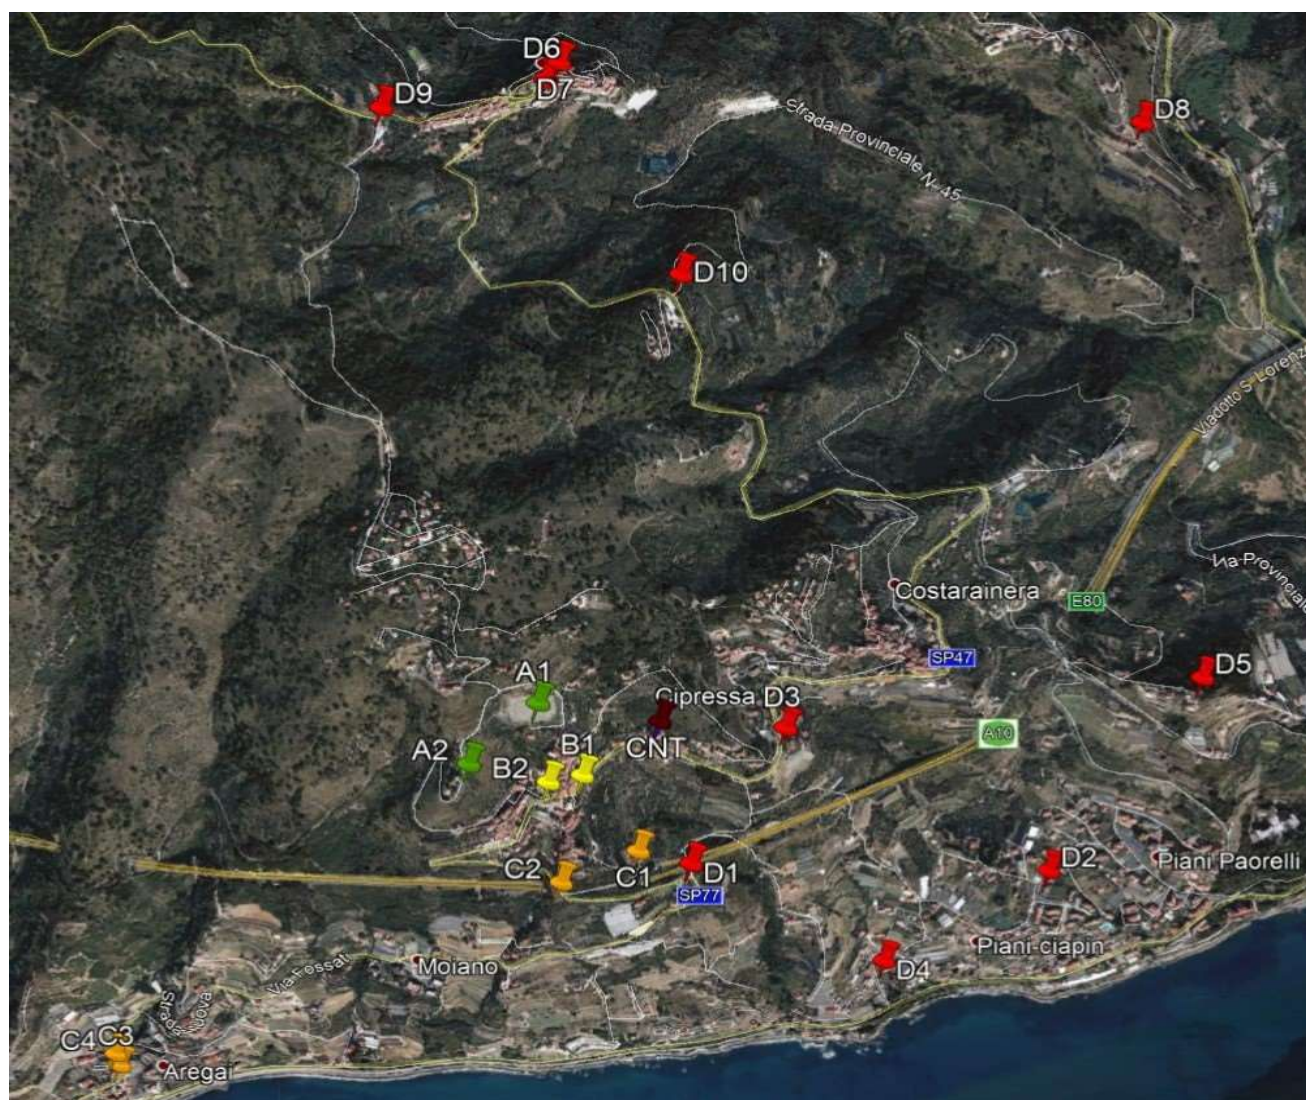 D6
D7
D9
D8
Strada Provinciale N. 45
D10
Viadotto S. Lorenzo
Costarainera
E80
Via Provinciale
SP47
D5
A1
Cipressa
D3
CNT
A10
A2
B1
B2
C1
C2
D1
SP77
D2
Piani Paorelli
Piani ciapin
D4
Moiano
Via Fossat
Strada Nuova
C4
C3
Aregai